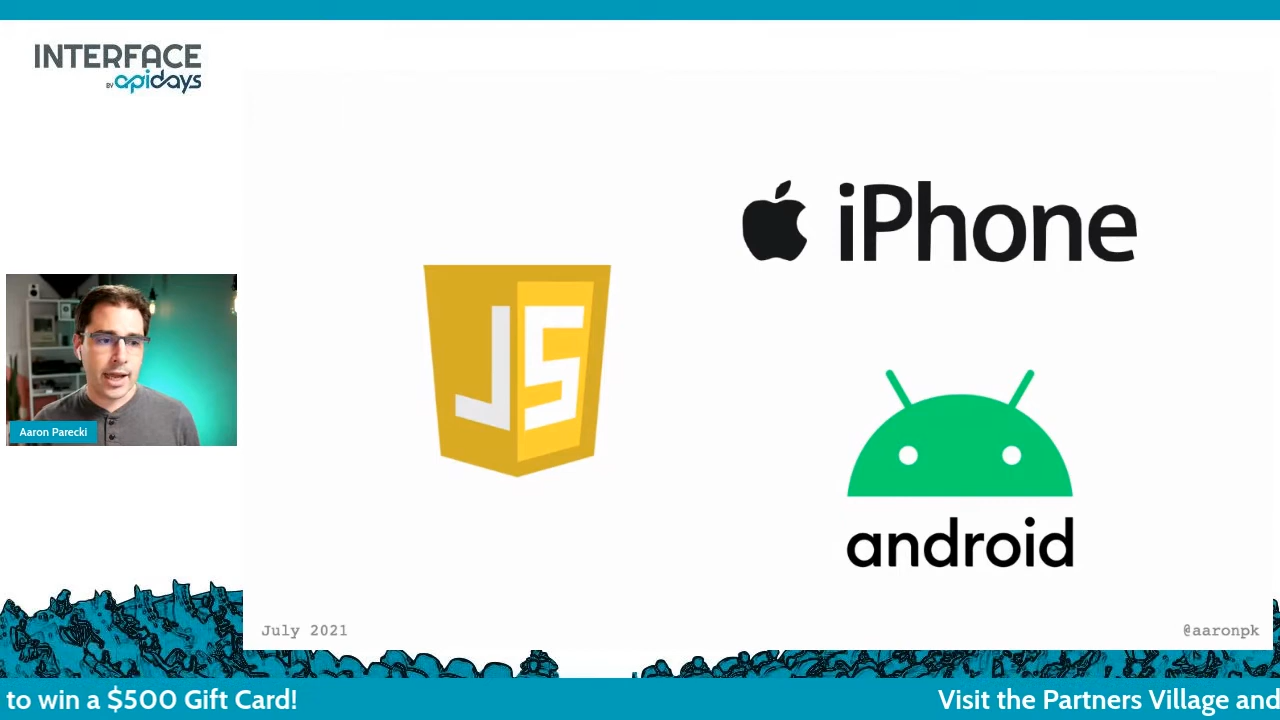 INTERFACE
BY apidays
iPhone
JS
Aaron Parecki
android
July 2021
@aaronpk
to win a $500 Gift Card!
Visit the Partners Village and